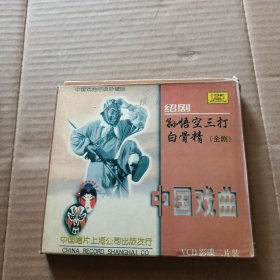 中国戏曲经典珍藏版
绍剧
孙悟空三打
白骨精（全剧）
中国戏曲
中国唱片上海公司出版发行
CHINA RECORD SHANGHAI CO.
VCD影碟二片装